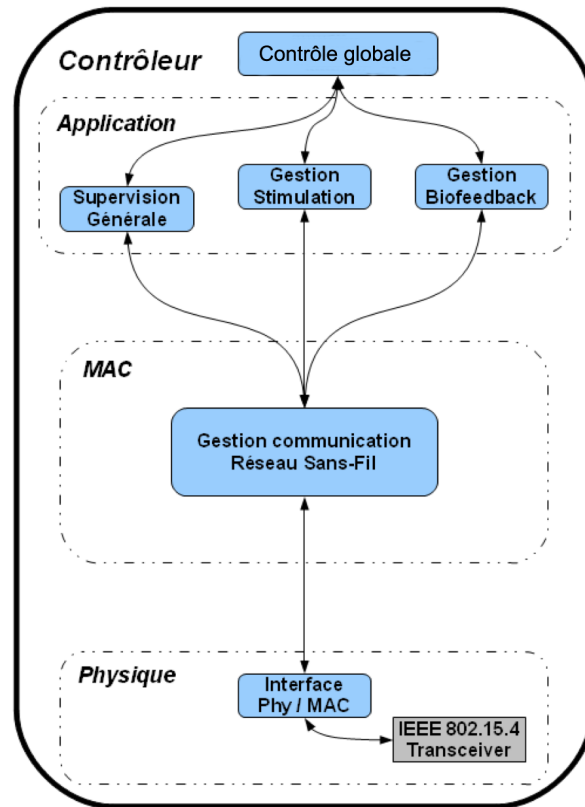 Contrôle globale
Contrôleur
Application
Supervision
Générale
Gestion
Stimulation
Gestion
Biofeedback
MAC
Gestion communication
Réseau Sans-Fil
Physique
Interface
Phy / MAC
IEEE 802.15.4
Transceiver